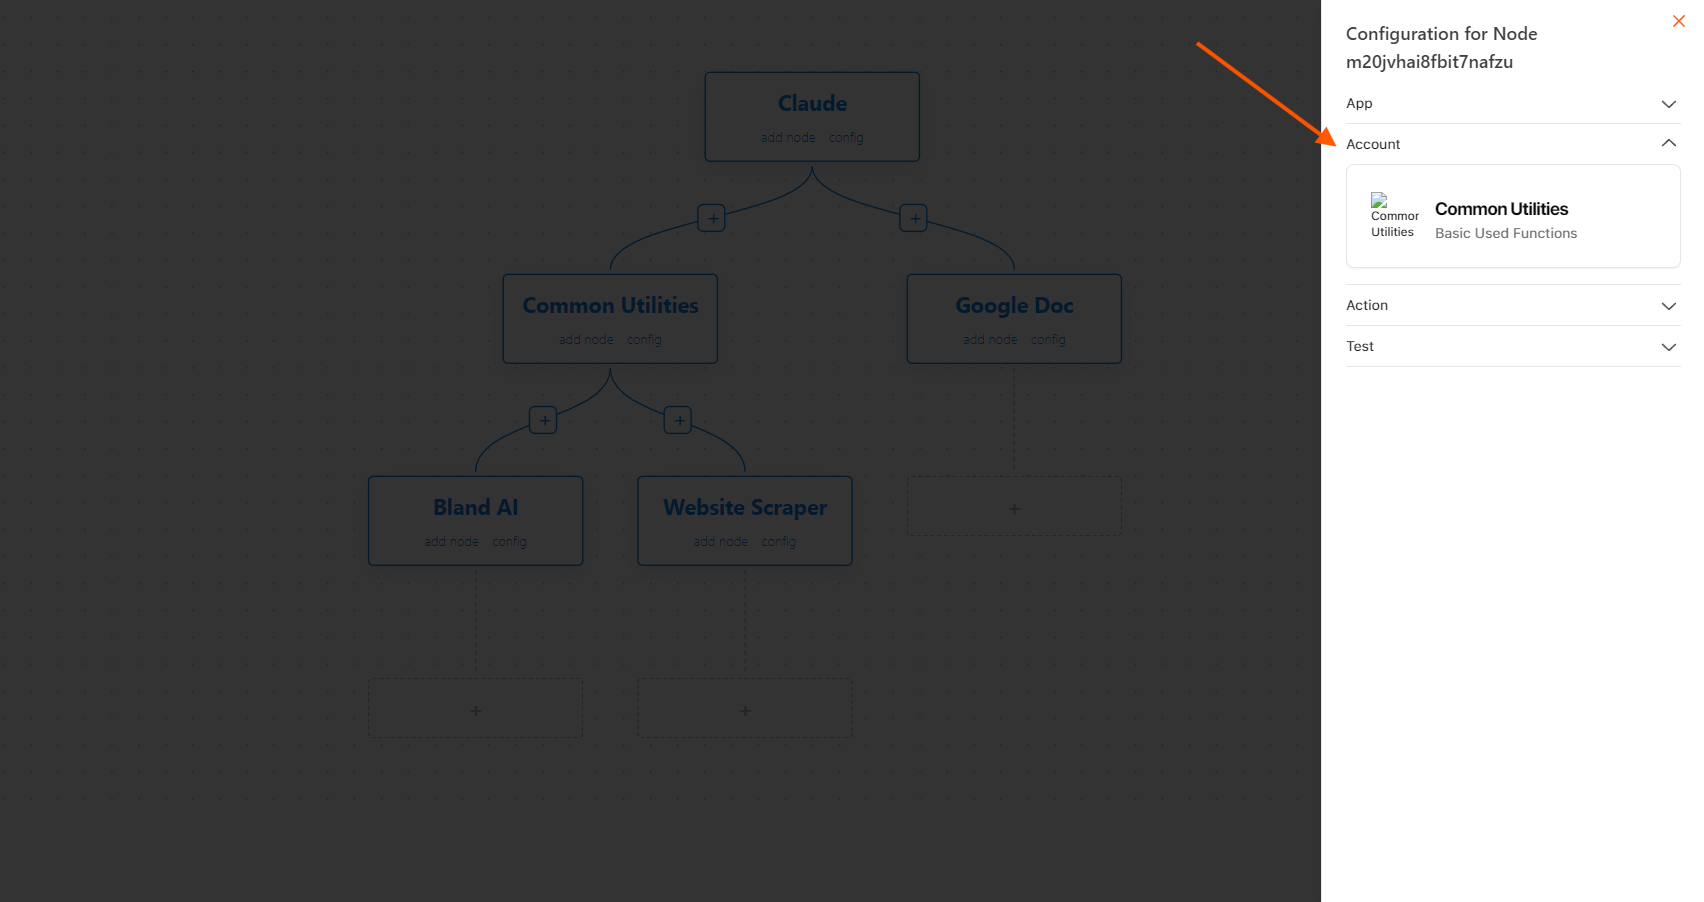 Configuration for Node
m20jvhai8fbit7nafzu
App
Account
Common
Utilities
Common Utilities
Basic Used Functions
Action
Test
Claude
add node config
+
+
Common Utilities
add node config
Google Doc
add node config
+
+
Bland AI
add node config
Website Scraper
add node config
+
+
+